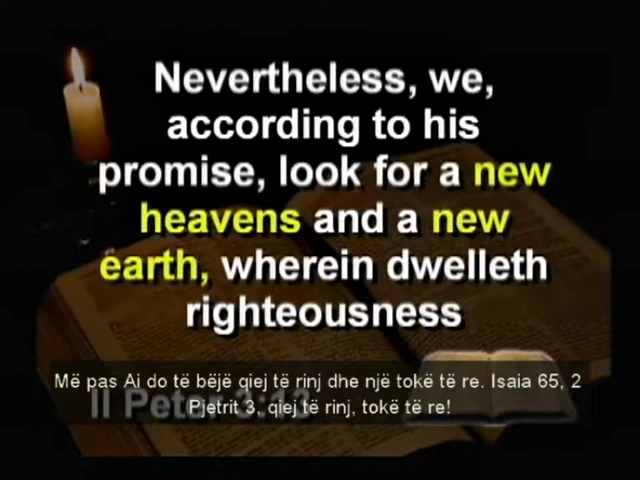 Nevertheless, we,
according to his
promise, look for a new
heavens and a new
earth, wherein dwelleth
righteousness
II Peter 3:13
Më pas Ai do të bëjë qiej të rinj dhe një tokë të re. Isaia 65, 2
Pjetrit 3, qiej të rinj, tokë të re!